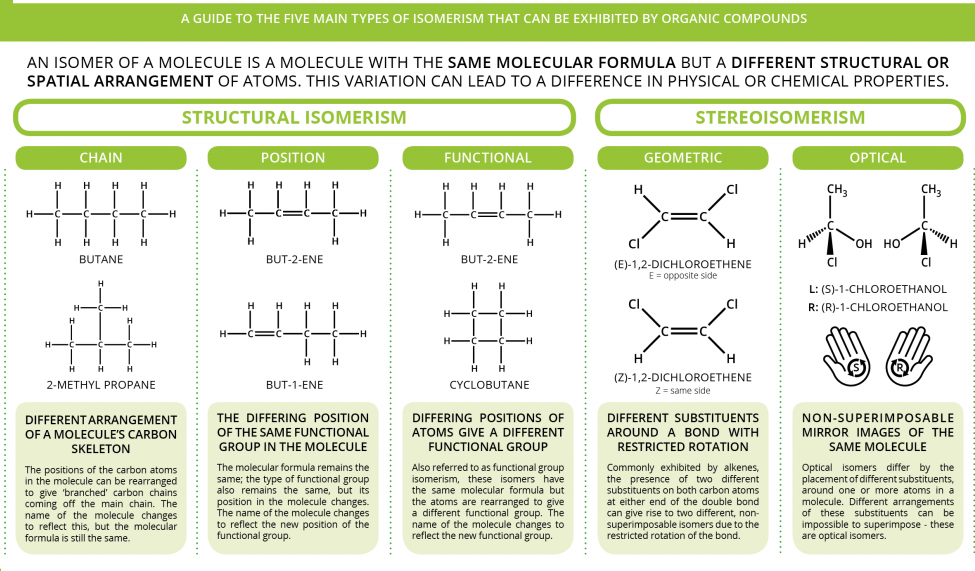 A GUIDE TO THE FIVE MAIN TYPES OF ISOMERISM THAT CAN BE EXHIBITED BY ORGANIC COMPOUNDS
AN ISOMER OF A MOLECULE IS A MOLECULE WITH THE SAME MOLECULAR FORMULA BUT A DIFFERENT STRUCTURAL OR
SPATIAL ARRANGEMENT OF ATOMS. THIS VARIATION CAN LEAD TO A DIFFERENCE IN PHYSICAL OR CHEMICAL PROPERTIES.
STRUCTURAL ISOMERISM
CHAIN
H H H H
H C C C C H
H H H H
BUTANE
H
H C H
H H
H C C C H
H H H
2-METHYL PROPANE
DIFFERENT ARRANGEMENT
OF A MOLECULE'S CARBON
SKELETON
The positions of the carbon atoms
in the molecule can be rearranged
to give 'branched' carbon chains
coming off the main chain. The
name of the molecule changes
to reflect this, but the molecular
formula is still the same.
POSITION
H H H H
H C C C C H
H H
BUT-2-ENE
H H H H
H C C C C H
H H
BUT-1-ENE
THE DIFFERING POSITION
OF THE SAME FUNCTIONAL
GROUP IN THE MOLECULE
The molecular formula remains the
same; the type of functional group
also remains the same, but its
position in the molecule changes.
The name of the molecule changes
to reflect the new position of the
functional group.
FUNCTIONAL
H H H H
H C C C C H
H H
BUT-2-ENE
H H
H C C H
H C C H
H H
CYCLOBUTANE
DIFFERING POSITIONS OF
ATOMS GIVE A DIFFERENT
FUNCTIONAL GROUP
Also referred to as functional group
isomerism, these isomers have
the same molecular formula but
the atoms are rearranged to give
a different functional group. The
name of the molecule changes to
reflect the new functional group.
STEREOISOMERISM
GEOMETRIC
H Cl
C C
Cl H
(E)-1,2-DICHLOROETHENE
E = opposite side
Cl Cl
C C
H H
(Z)-1,2-DICHLOROETHENE
Z = same side
DIFFERENT SUBSTITUENTS
AROUND A BOND WITH
RESTRICTED ROTATION
Commonly exhibited by alkenes,
the presence of two different
substituents on both carbon atoms
at either end of the double bond
can give rise to two different, non-
superimposable isomers due to the
restricted rotation of the bond.
OPTICAL
CH3 CH3
C C
H OH HO H
Cl Cl
L: (S)-1-CHLOROETHANOL
R: (R)-1-CHLOROETHANOL
S R
NON-SUPERIMPOSABLE
MIRROR IMAGES OF THE
SAME MOLECULE
Optical isomers differ by the
placement of different substituents,
around one or more atoms in a
molecule. Different arrangements
of these substituents can be
impossible to superimpose - these
are optical isomers.